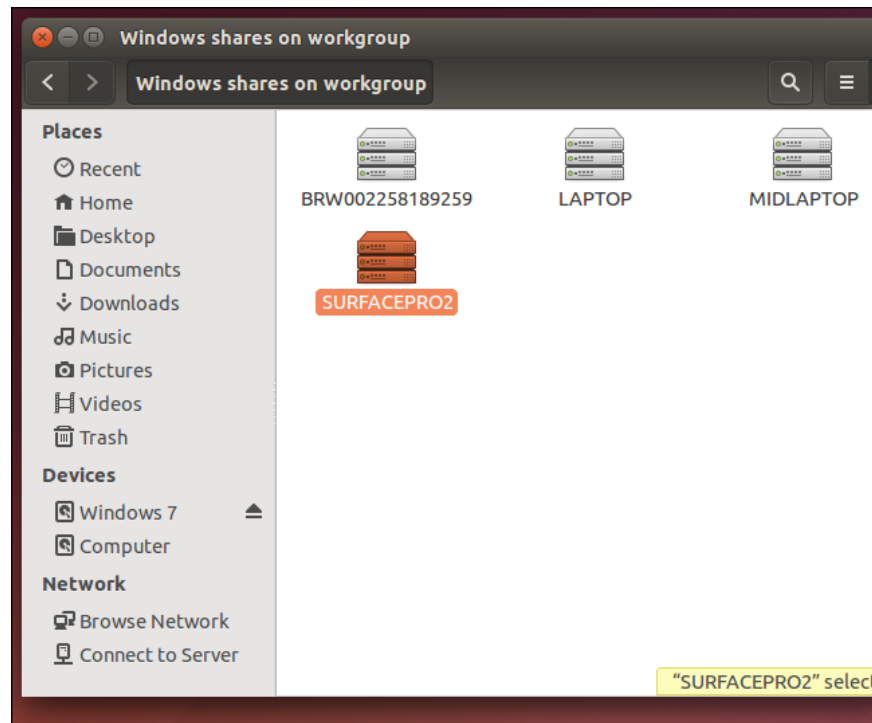 Windows shares on workgroup
Windows shares on workgroup
Places
Recent
Home
Desktop
Documents
Downloads
Music
Pictures
Videos
Trash
Devices
Windows 7
Computer
Network
Browse Network
Connect to Server
BRW002258189259 LAPTOP MIDLAPTOP
SURFACEPRO2
“SURFACEPRO2” select